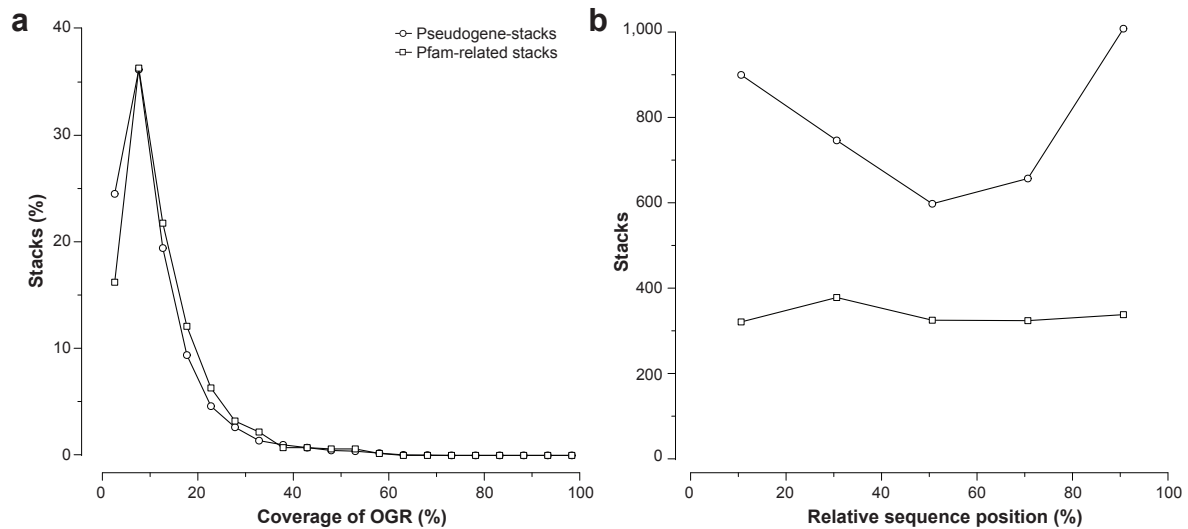 a
40
30
20
10
0
Stacks (%)
Pseudogene-stacks
Pfam-related stacks
0 20 40 60 80 100
Coverage of OGR (%)
b
1,000
800
600
400
200
0
Stacks
0 20 40 60 80 100
Relative sequence position (%)